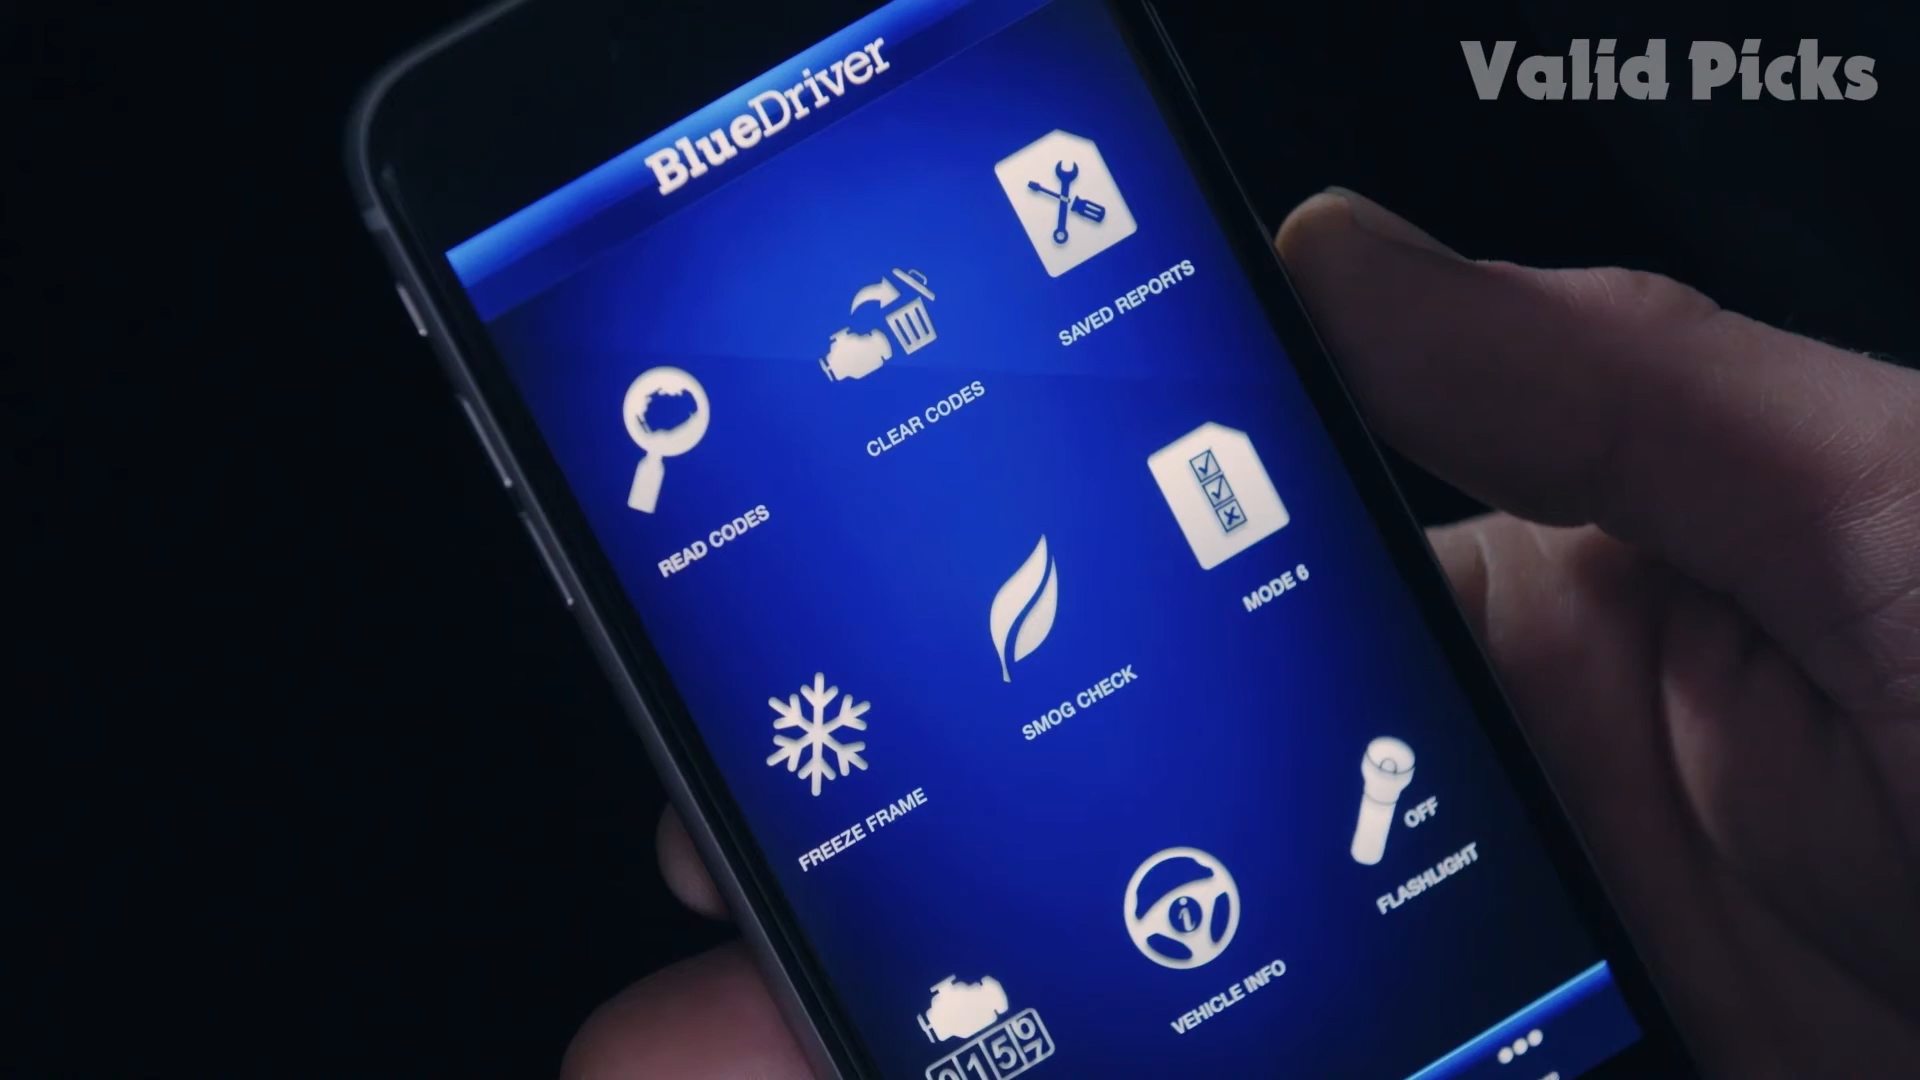 Valid Picks
BlueDriver
READ CODES
CLEAR CODES
SAVED REPORTS
FREEZE FRAME
SMOG CHECK
MODE 6
VEHICLE INFO
OFF
FLASHLIGHT